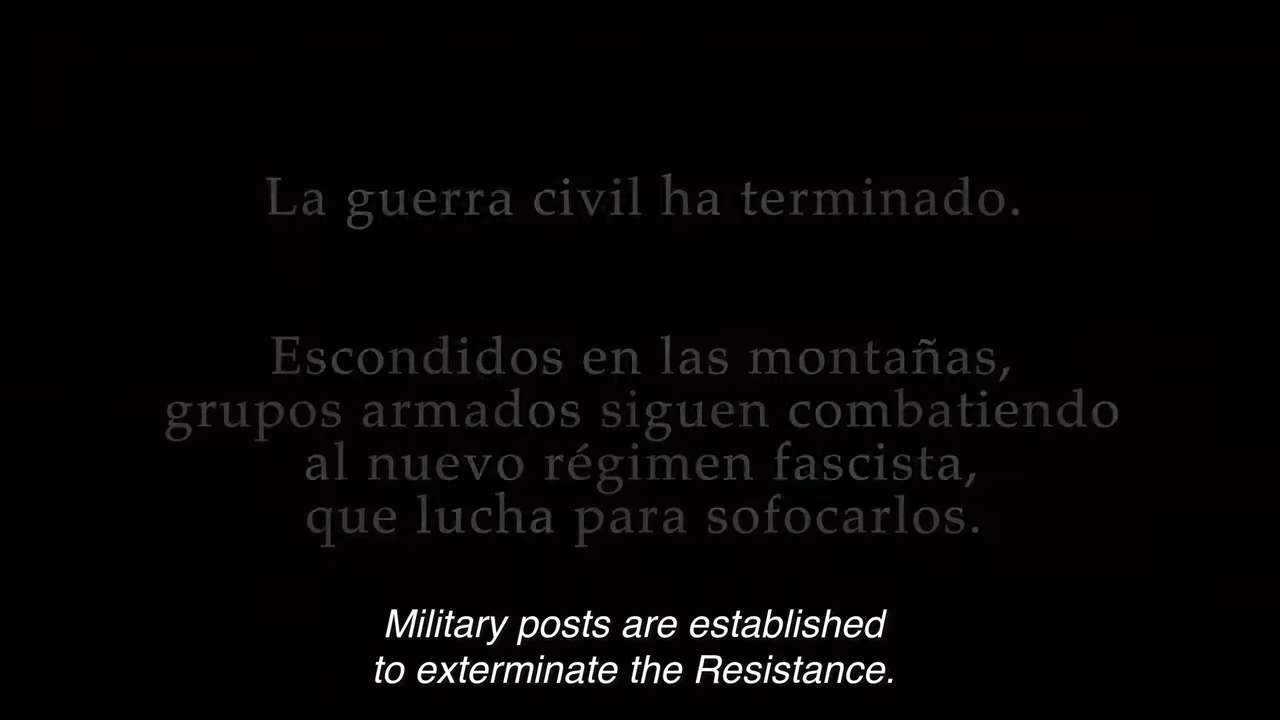 La guerra civil ha terminado.
Escondidos en las montañas,
grupos armados siguen combatiendo
al nuevo régimen fascista,
que lucha para sofocarlos.
Military posts are established
to exterminate the Resistance.